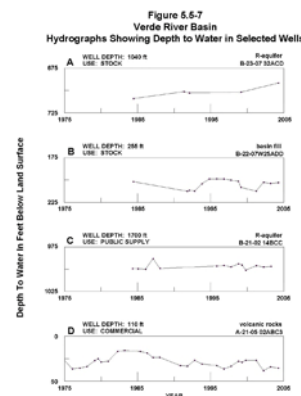 Figure 5.5-7
Verde River Basin
Hydrographs Showing Depth to Water in Selected Wells
Depth To Water in Feet Below Land Surface
A
WELL DEPTH: 1040 ft
USE: STOCK
R-aquifer
B-23-07 32ACD
675
725
1975 1985 1995 2005
B
WELL DEPTH: 255 ft
USE: STOCK
basin fill
B-22-07W25ADD
175
225
1975 1985 1995 2005
C
WELL DEPTH: 1700 ft
USE: PUBLIC SUPPLY
R-aquifer
B-21-02 14BCC
975
1025
1975 1985 1995 2005
D
WELL DEPTH: 110 ft
USE: COMMERCIAL
volcanic rocks
A-21-05 02ABC3
0
50
1975 1985 1995 2005
YEAR